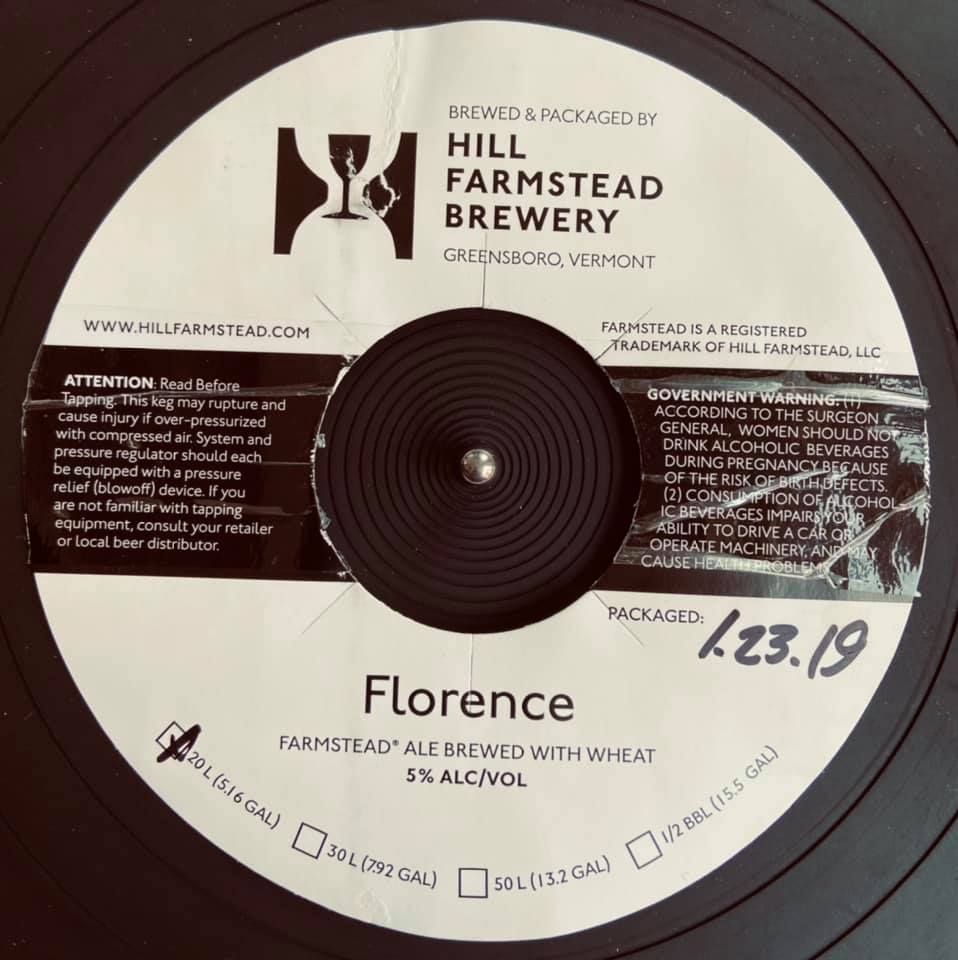 BREWED & PACKAGED BY
HILL
FARMSTEAD
BREWERY
GREENSBORO, VERMONT
WWW.HILLFARMSTEAD.COM
FARMSTEAD IS A REGISTERED
TRADEMARK OF HILL FARMSTEAD, LLC
ATTENTION: Read Before
Tapping. This keg may rupture and
cause injury if over-pressurized
with compressed air. System and
pressure regulator should each
be equipped with a pressure
relief (blowoff) device. If you
are not familiar with tapping
equipment, consult your retailer
or local beer distributor.
GOVERNMENT WARNING: (1)
ACCORDING TO THE SURGEON
GENERAL, WOMEN SHOULD NOT
DRINK ALCOHOLIC BEVERAGES
DURING PREGNANCY BECAUSE
OF THE RISK OF BIRTH DEFECTS.
(2) CONSUMPTION OF ALCOHOL
IC BEVERAGES IMPAIRS YOUR
ABILITY TO DRIVE A CAR OR
OPERATE MACHINERY, AND MAY
CAUSE HEALTH PROBLEMS
PACKAGED: 1.23.19
Florence
FARMSTEAD® ALE BREWED WITH WHEAT
5% ALC/VOL
20 L (5.16 GAL)
30 L (7.92 GAL)
50 L (13.2 GAL)
1/2 BBL (15.5 GAL)